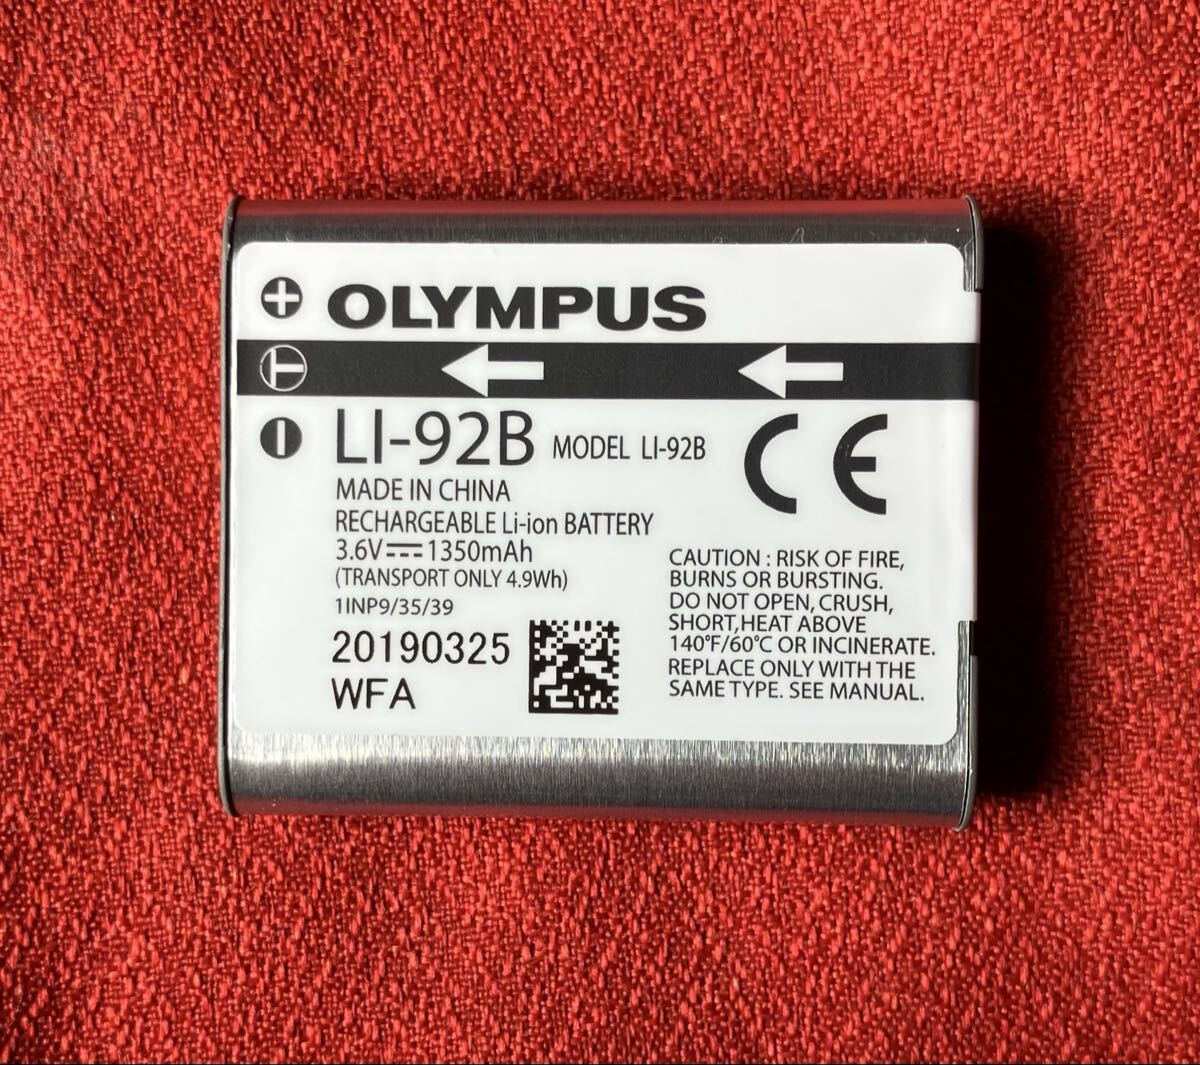 OLYMPUS
LI-92B MODEL LI-92B
CE
MADE IN CHINA
RECHARGEABLE Li-ion BATTERY
3.6V⎓1350mAh
(TRANSPORT ONLY 4.9Wh)
1INP9/35/39
20190325
WFA
CAUTION : RISK OF FIRE,
BURNS OR BURSTING.
DO NOT OPEN, CRUSH,
SHORT,HEAT ABOVE
140°F/60°C OR INCINERATE.
REPLACE ONLY WITH THE
SAME TYPE. SEE MANUAL.